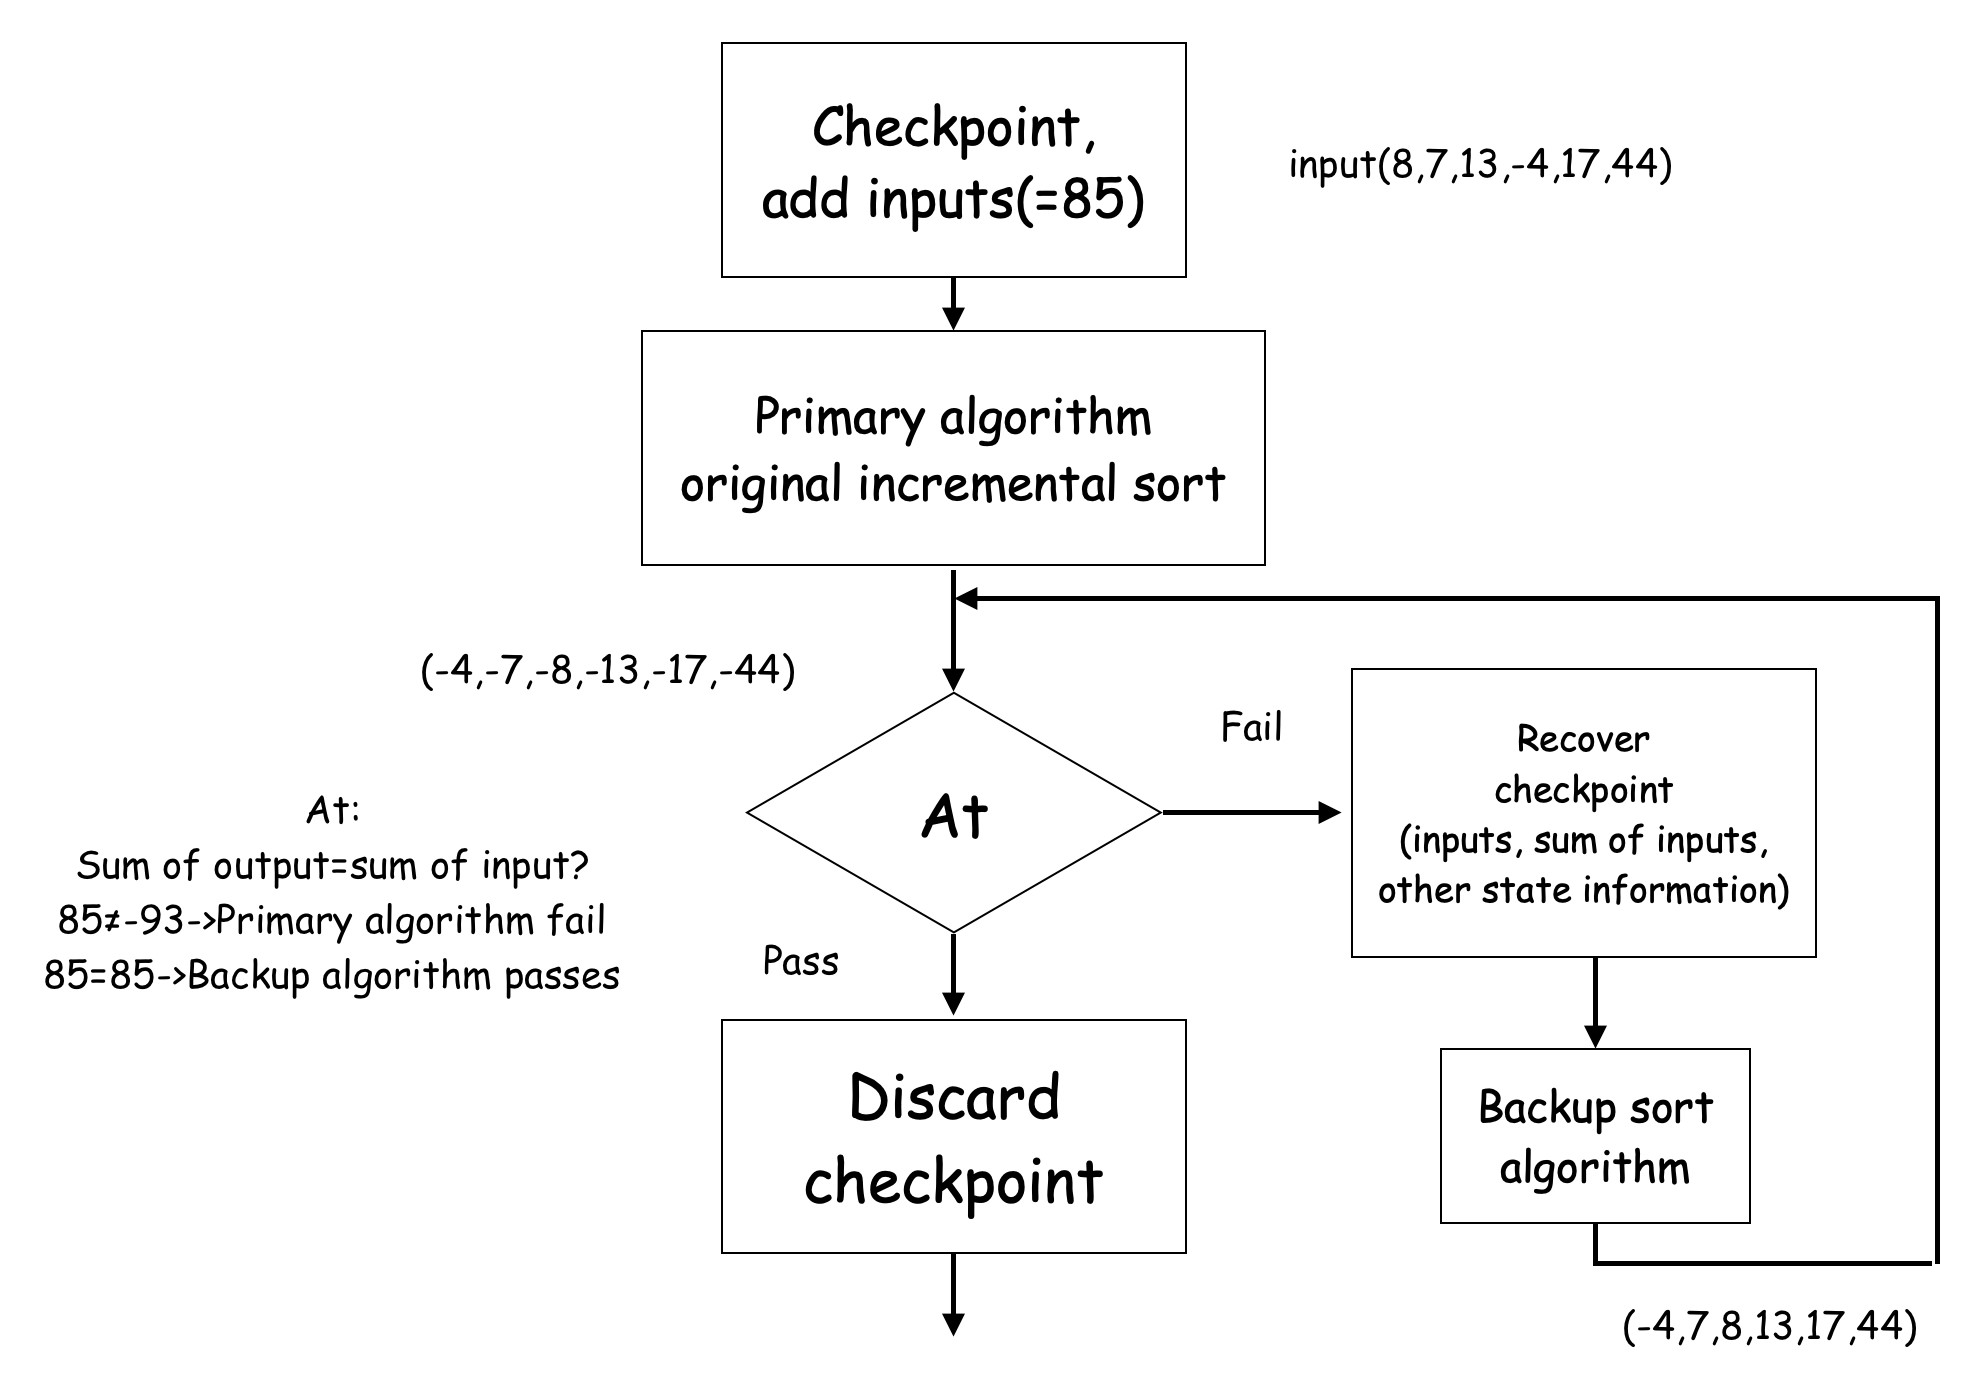 Checkpoint,
add inputs(=85)
input(8,7,13,-4,17,44)
Primary algorithm
original incremental sort
(-4,-7,-8,-13,-17,-44)
Fail
Recover
checkpoint
(inputs, sum of inputs,
other state information)
At
At:
Sum of output=sum of input?
85≠-93->Primary algorithm fail
85=85->Backup algorithm passes
Pass
Discard
checkpoint
Backup sort
algorithm
(-4,7,8,13,17,44)